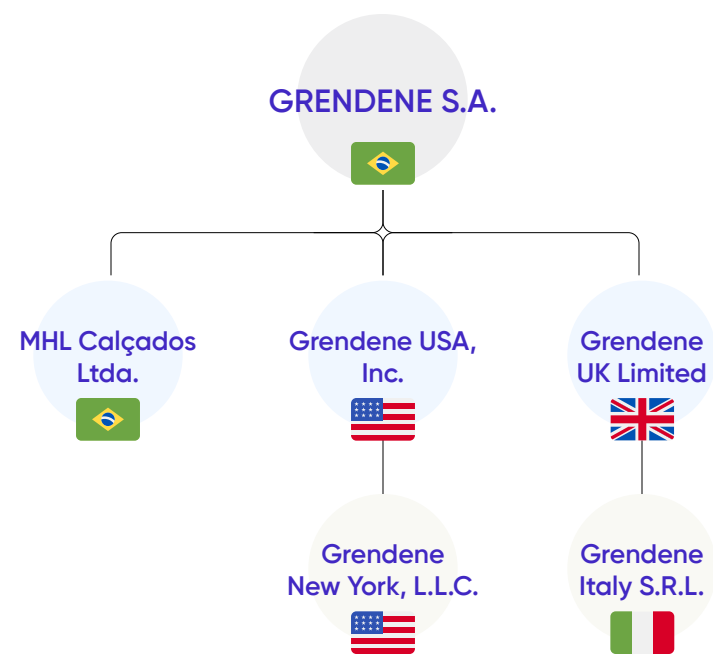 GRENDENE S.A.
MHL Calçados
Ltda.
Grendene USA,
Inc.
Grendene
UK Limited
Grendene
New York, L.L.C.
Grendene
Italy S.R.L.